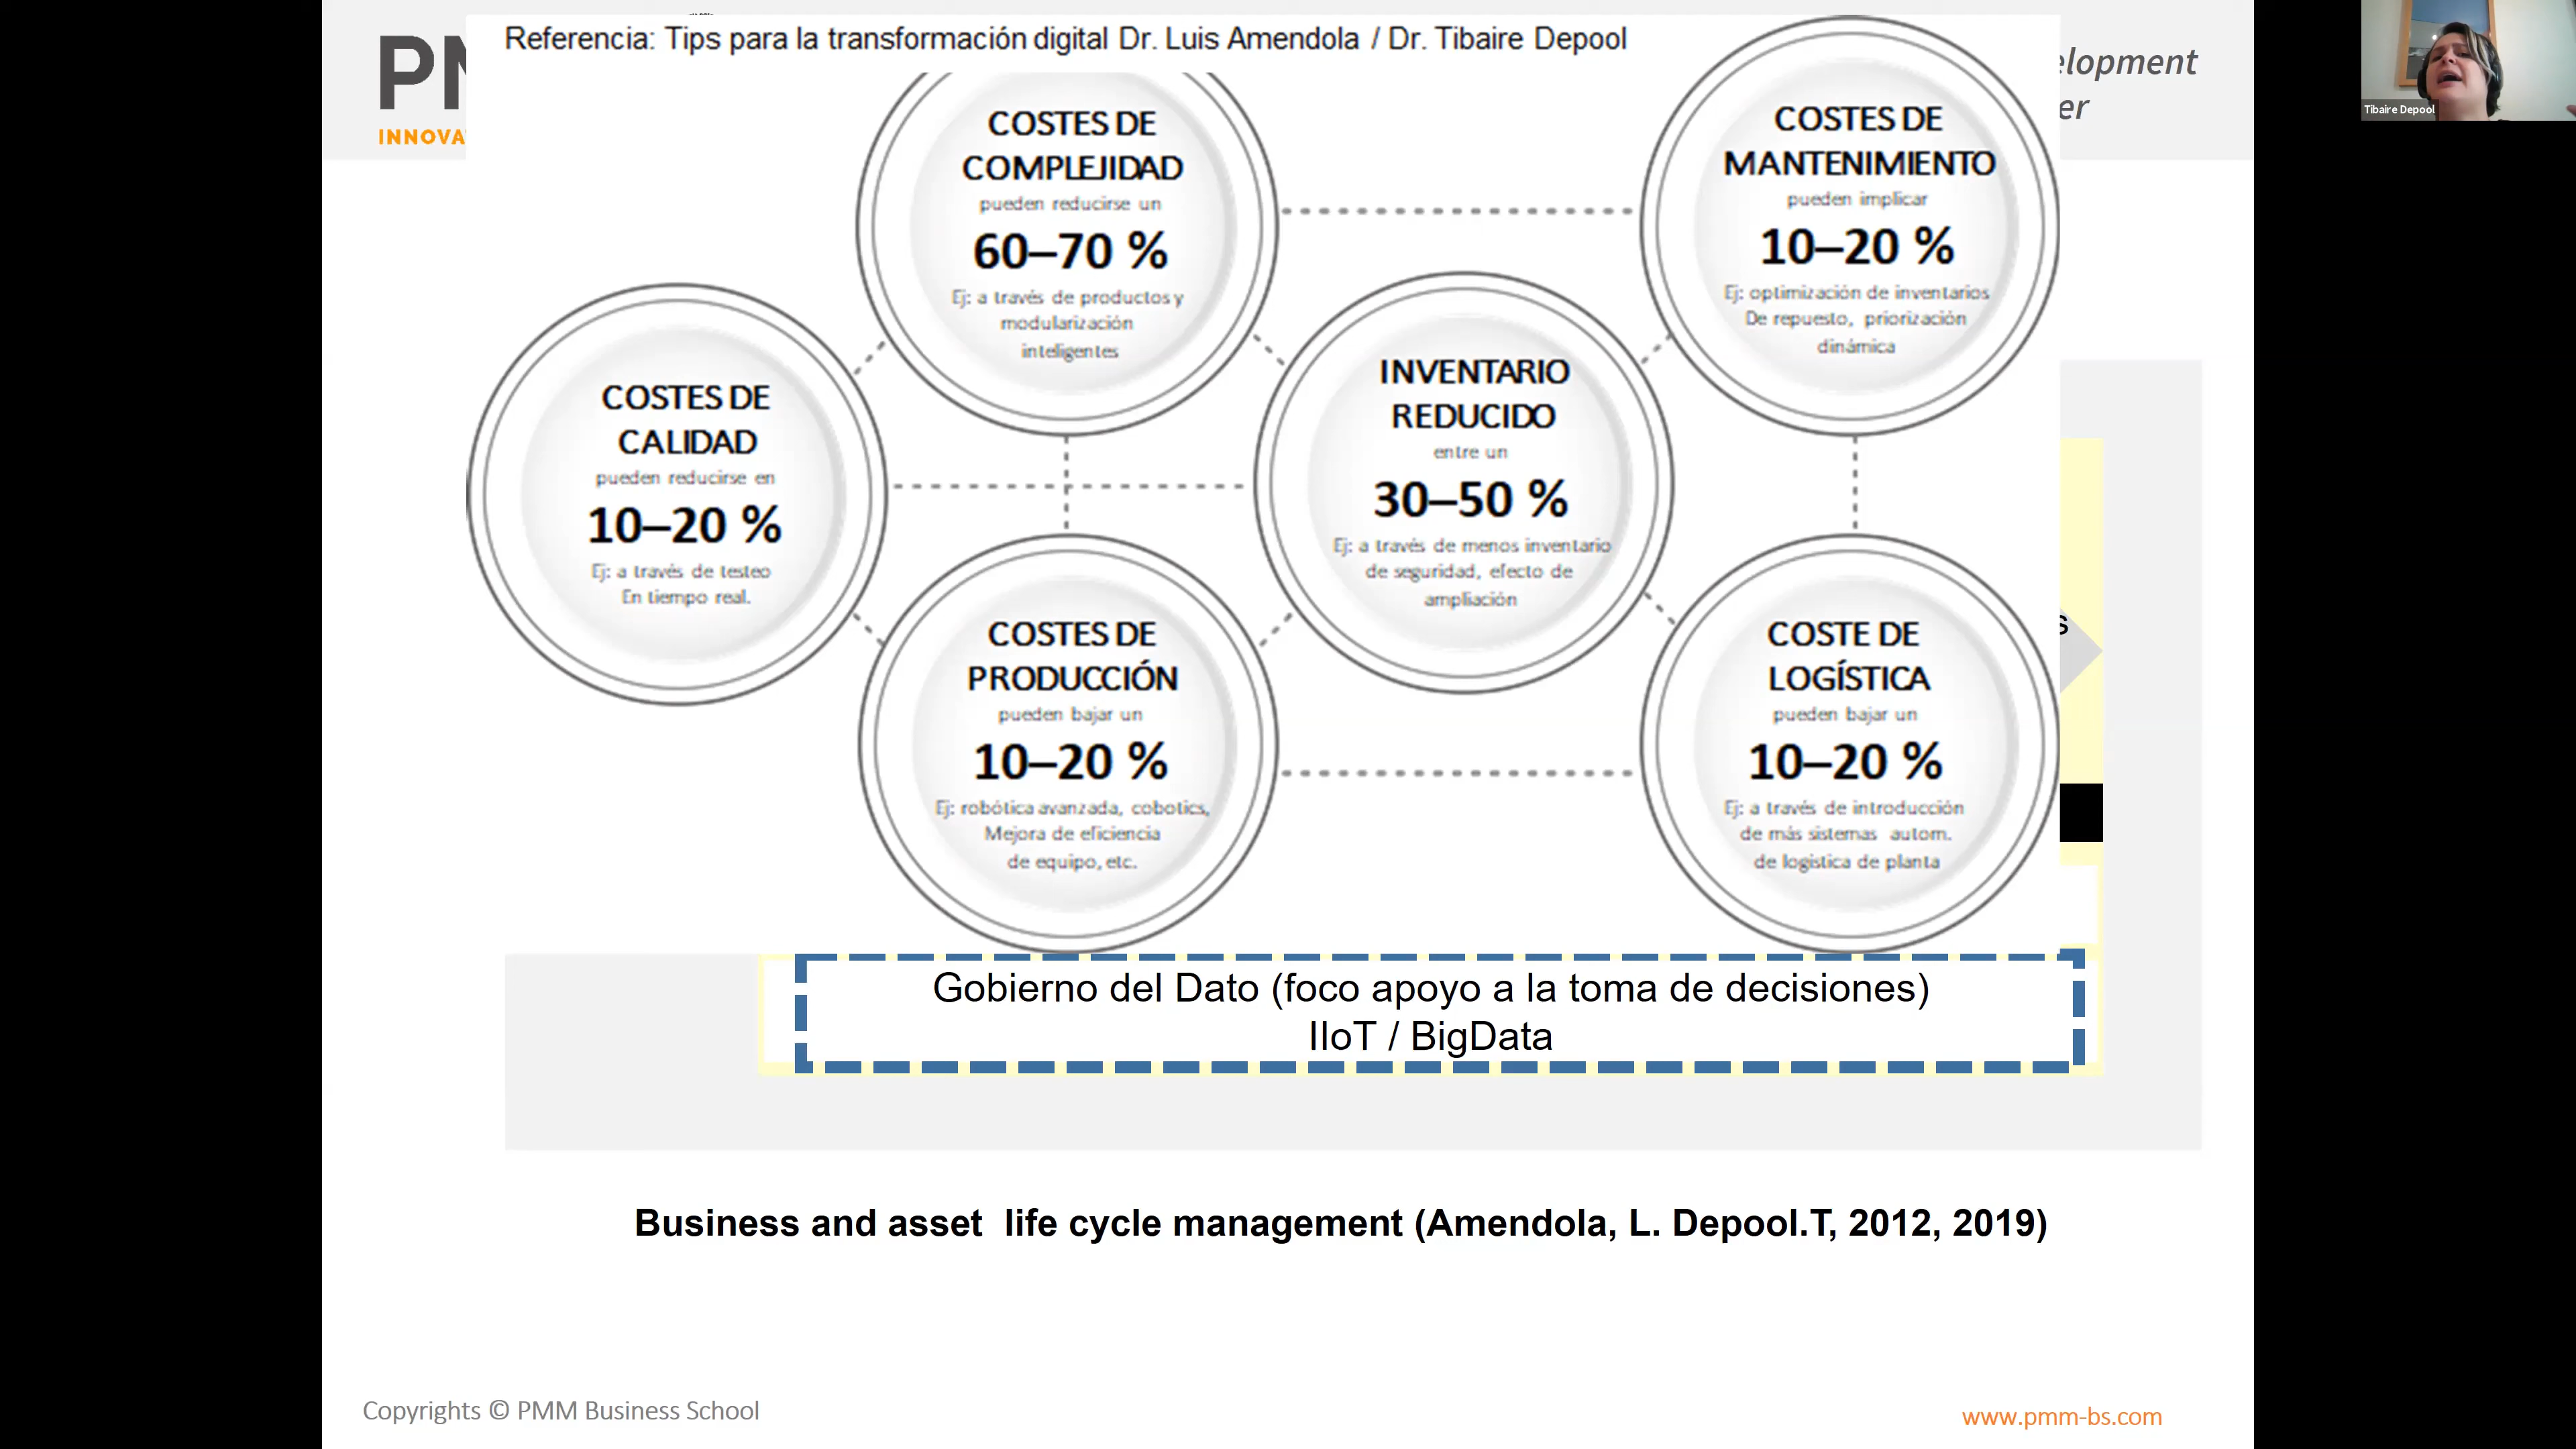 Referencia: Tips para la transformación digital Dr. Luis Amendola / Dr. Tibaire Depool
PM
INNOVA
elopment
er
Tibaire Depool
COSTES DE
COMPLEJIDAD
pueden reducirse un
60–70 %
Ej: a través de productos y
modularización
inteligentes
COSTES DE
MANTENIMIENTO
pueden implicar
10–20 %
Ej: optimización de inventarios
De repuesto, priorización
dinámica
COSTES DE
CALIDAD
pueden reducirse en
10–20 %
Ej: a través de testeo
En tiempo real.
INVENTARIO
REDUCIDO
entre un
30–50 %
Ej: a través de menos inventario
de seguridad, efecto de
ampliación
COSTES DE
PRODUCCIÓN
pueden bajar un
10–20 %
Ej: robótica avanzada, cobotics,
Mejora de eficiencia
de equipo, etc.
COSTE DE
LOGÍSTICA
pueden bajar un
10–20 %
Ej: a través de introducción
de más sistemas autom.
de logística de planta
s
Gobierno del Dato (foco apoyo a la toma de decisiones)
IIoT / BigData
Business and asset life cycle management (Amendola, L. Depool.T, 2012, 2019)
Copyrights © PMM Business School
www.pmm-bs.com